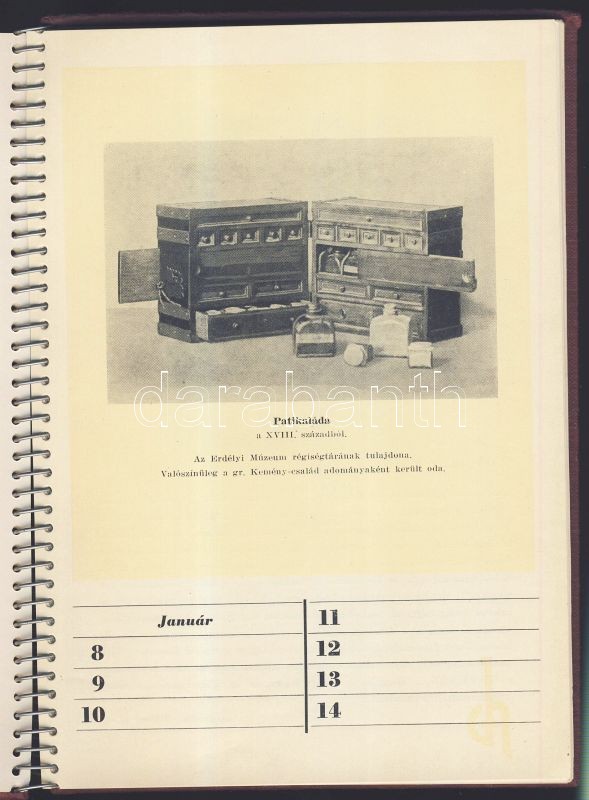 darabanth
Patikaláda
a XVIII. századból.
Az Erdélyi Múzeum régiségtárának tulajdona.
Valószínűleg a gr. Kemény-család adományaként került oda.
Január
8
9
10
11
12
13
14